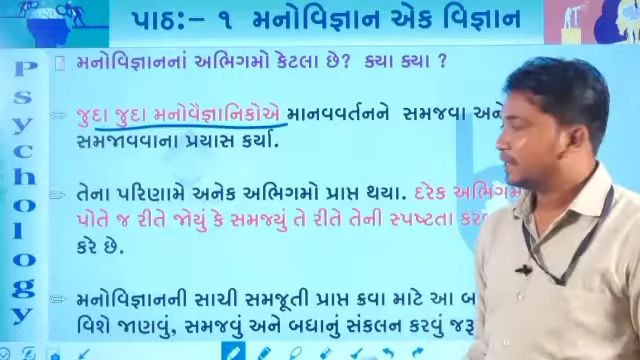 પાઠ:– ૧ મનોવિજ્ઞાન એક વિજ્ઞાન
Psychology
મનોવિજ્ઞાનનાં અભિગમો કેટલા છે? ક્યા ક્યા ?
જુદા જુદા મનોવૈજ્ઞાનિકોએ માનવવર્તનને સમજવા અને
સમજાવવાના પ્રયાસ કર્યા.
તેના પરિણામે અનેક અભિગમો પ્રાપ્ત થયા. દરેક અભિગમ
પોતે જ રીતે જોયું કે સમજ્યું તે રીતે તેની સ્પષ્ટતા
કરે છે.
મનોવિજ્ઞાનની સાચી સમજૂતી પ્રાપ્ત કરવા માટે આ
વિશે જાણવું, સમજવું અને બધાનું સંકલન કરવું